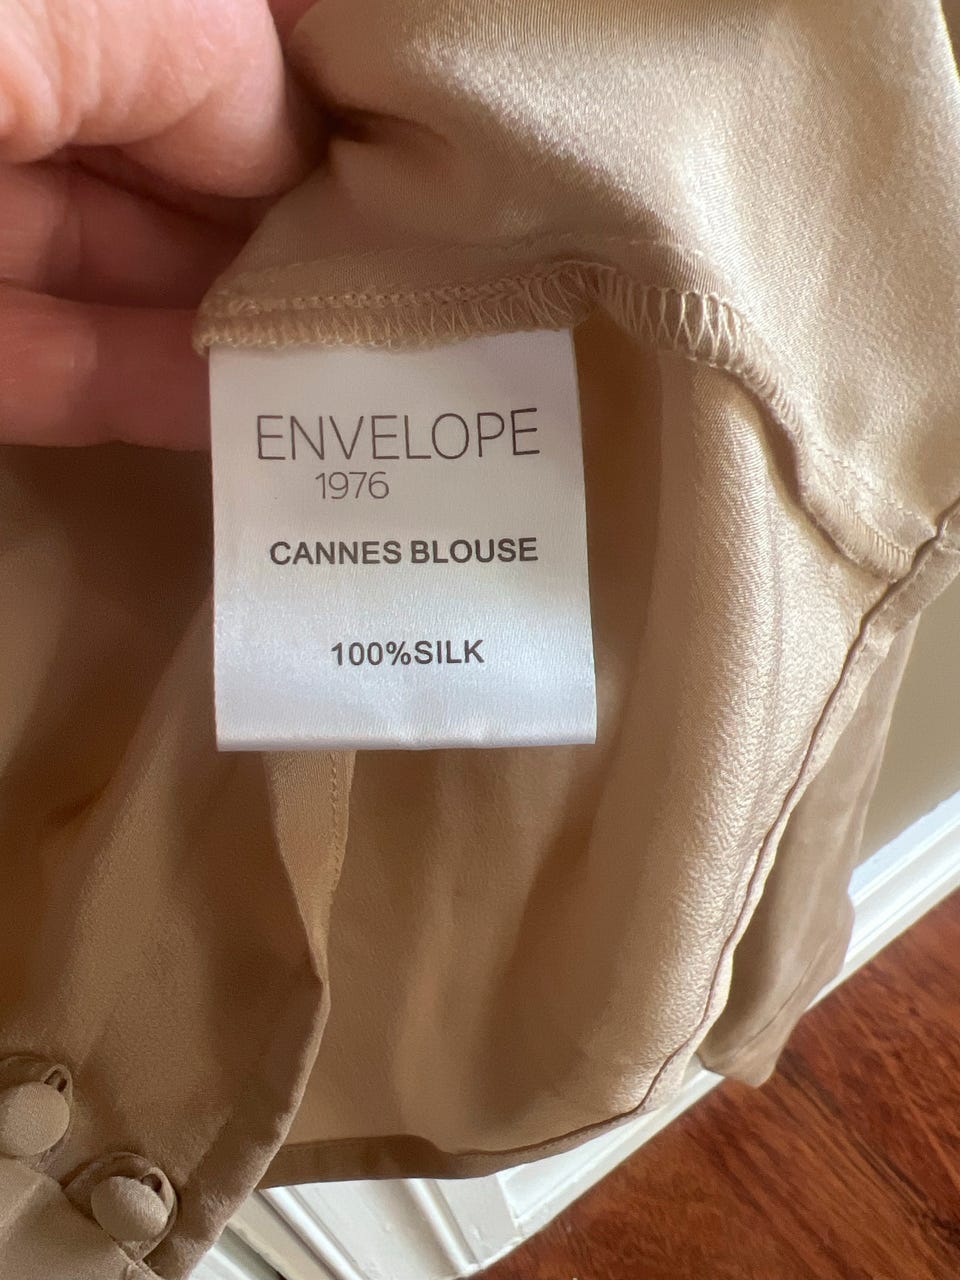 ENVELOPE
1976
CANNES BLOUSE
100%SILK